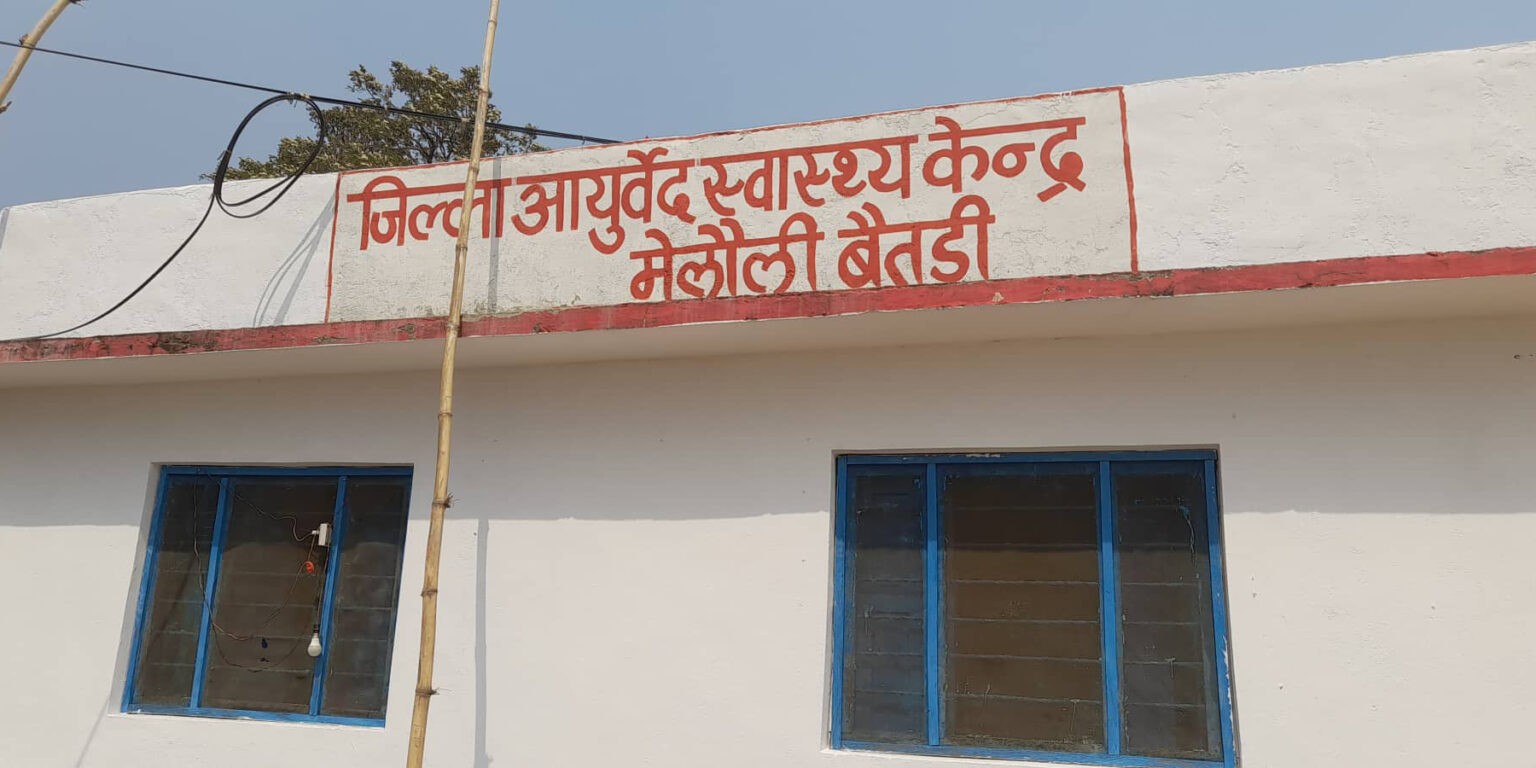 जिल्ला आयुर्वेद स्वास्थ्य केन्द्र
मेलौली बैतडी